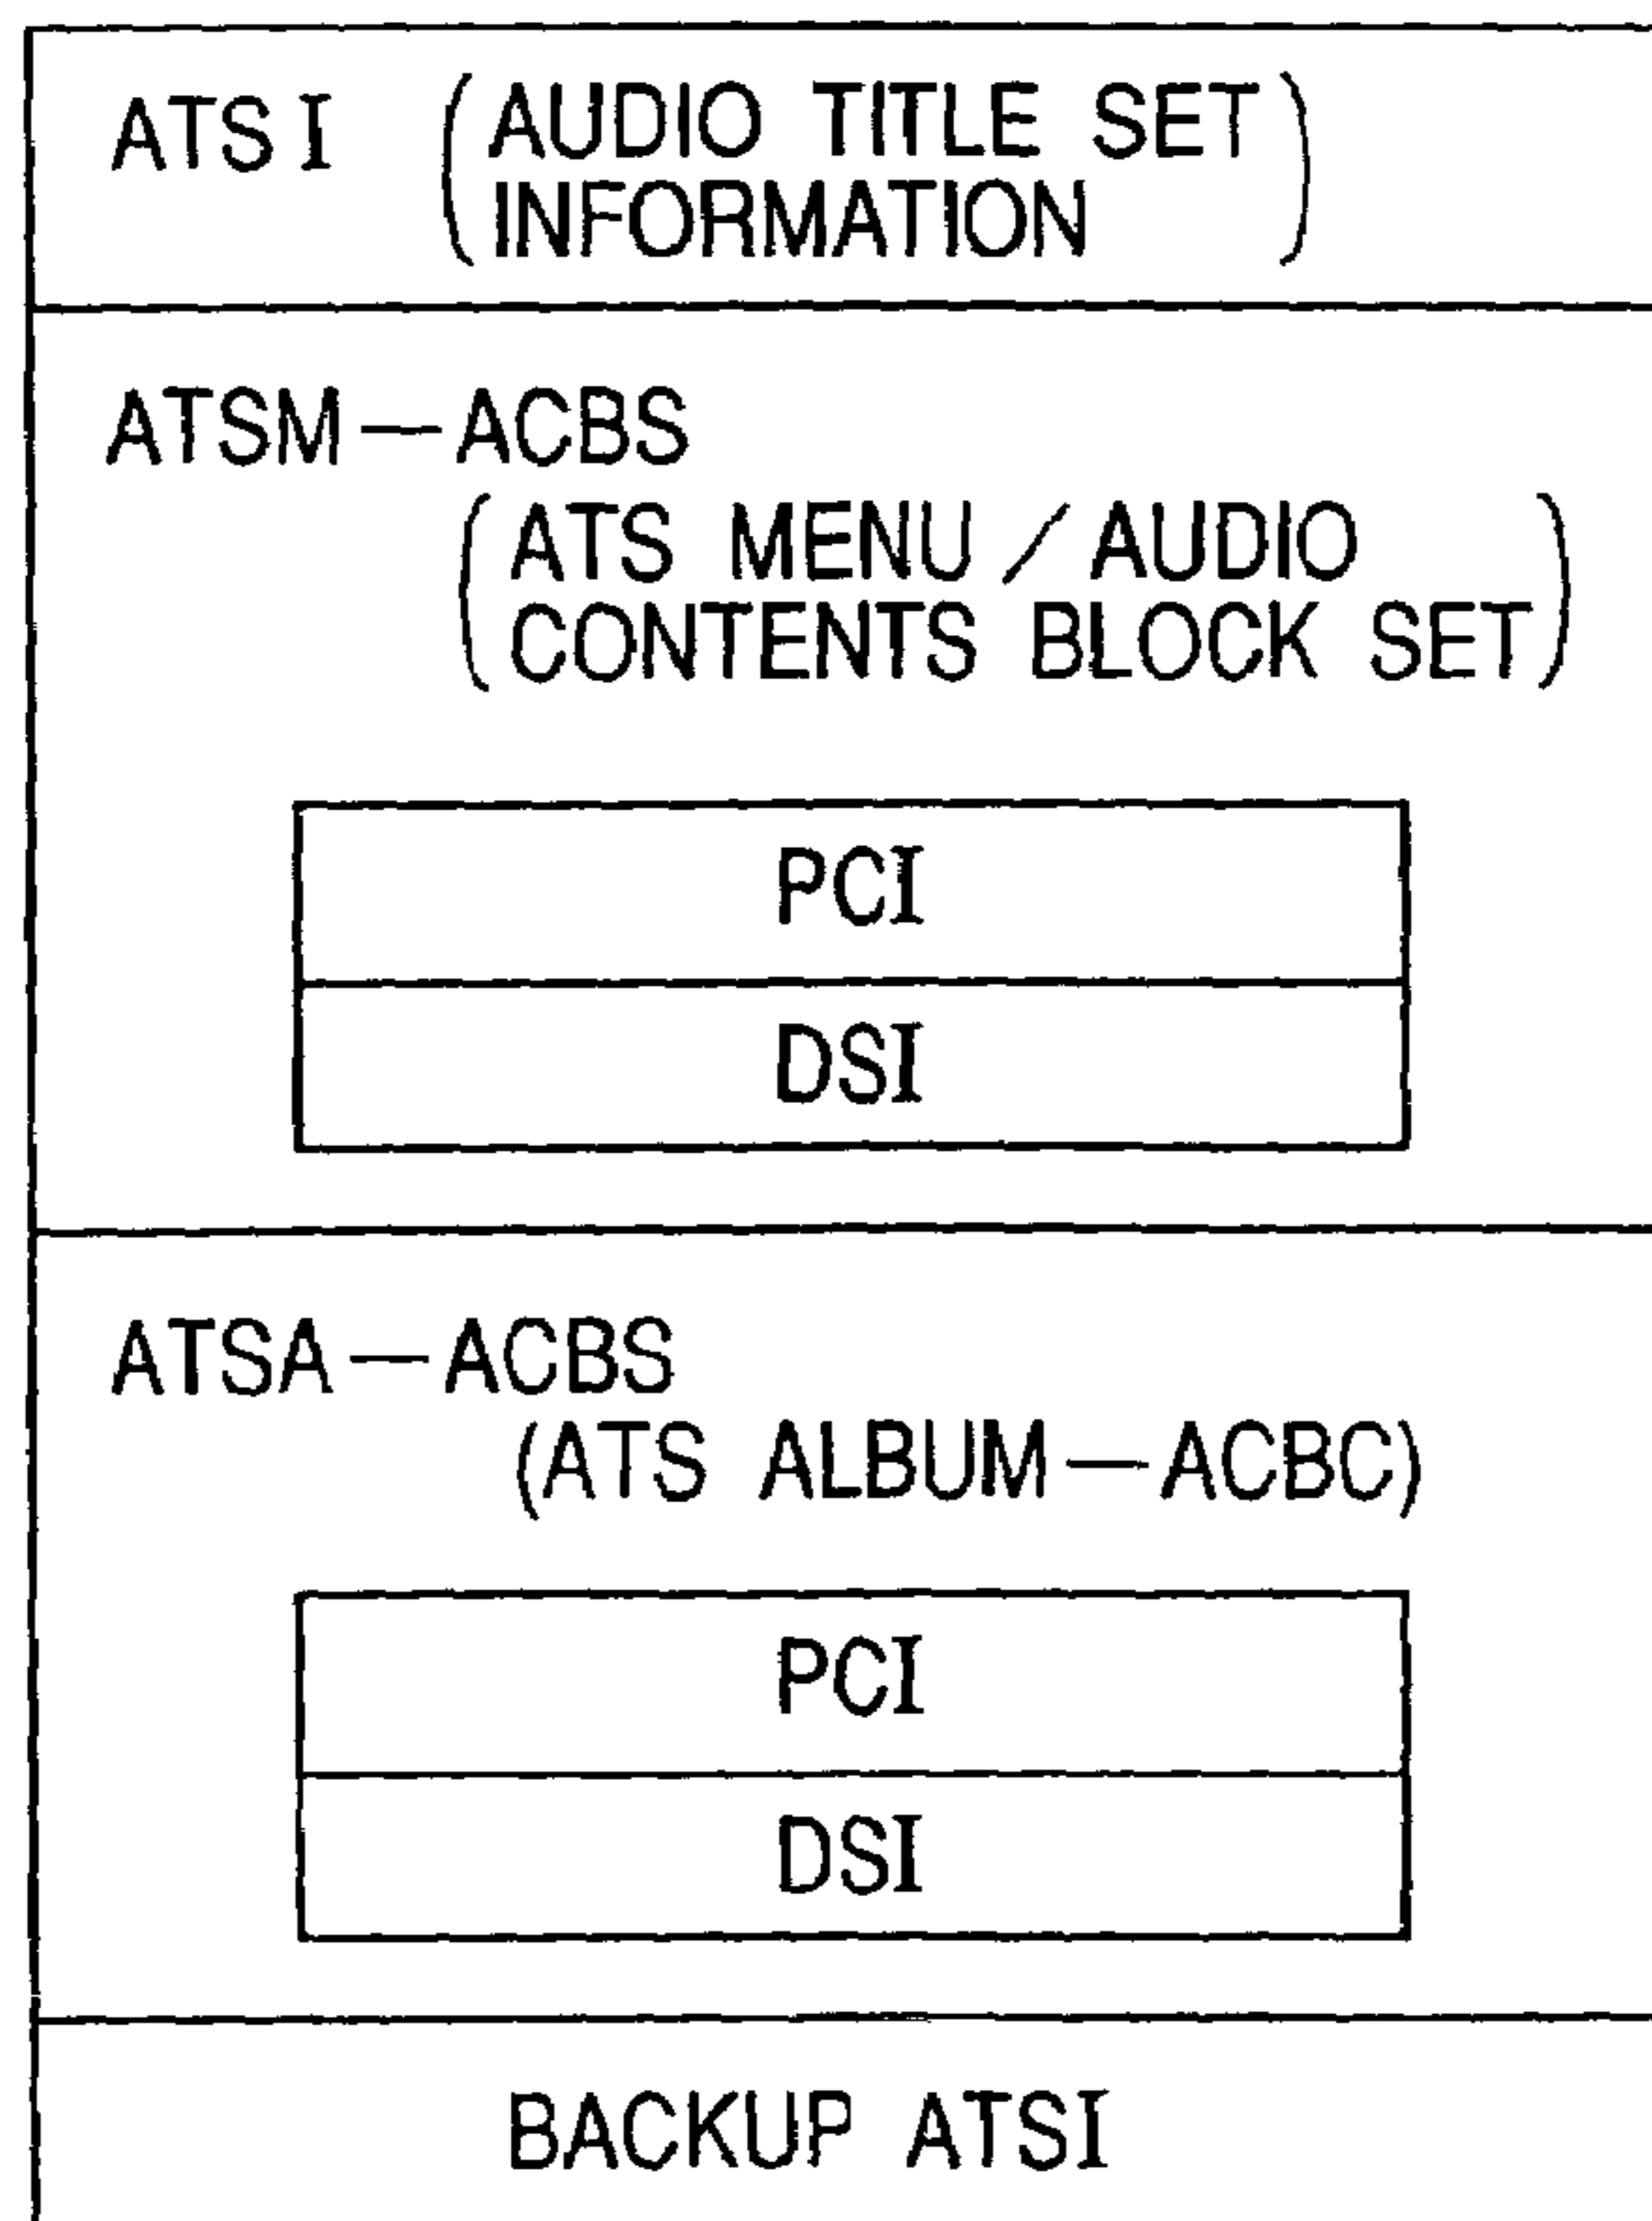 ATSI (AUDIO TITLE SET
INFORMATION)
ATSM—ACBS
(ATS MENU/AUDIO
CONTENTS BLOCK SET)
PCI
DSI
ATSA—ACBS
(ATS ALBUM—ACBC)
PCI
DSI
BACKUP ATSI